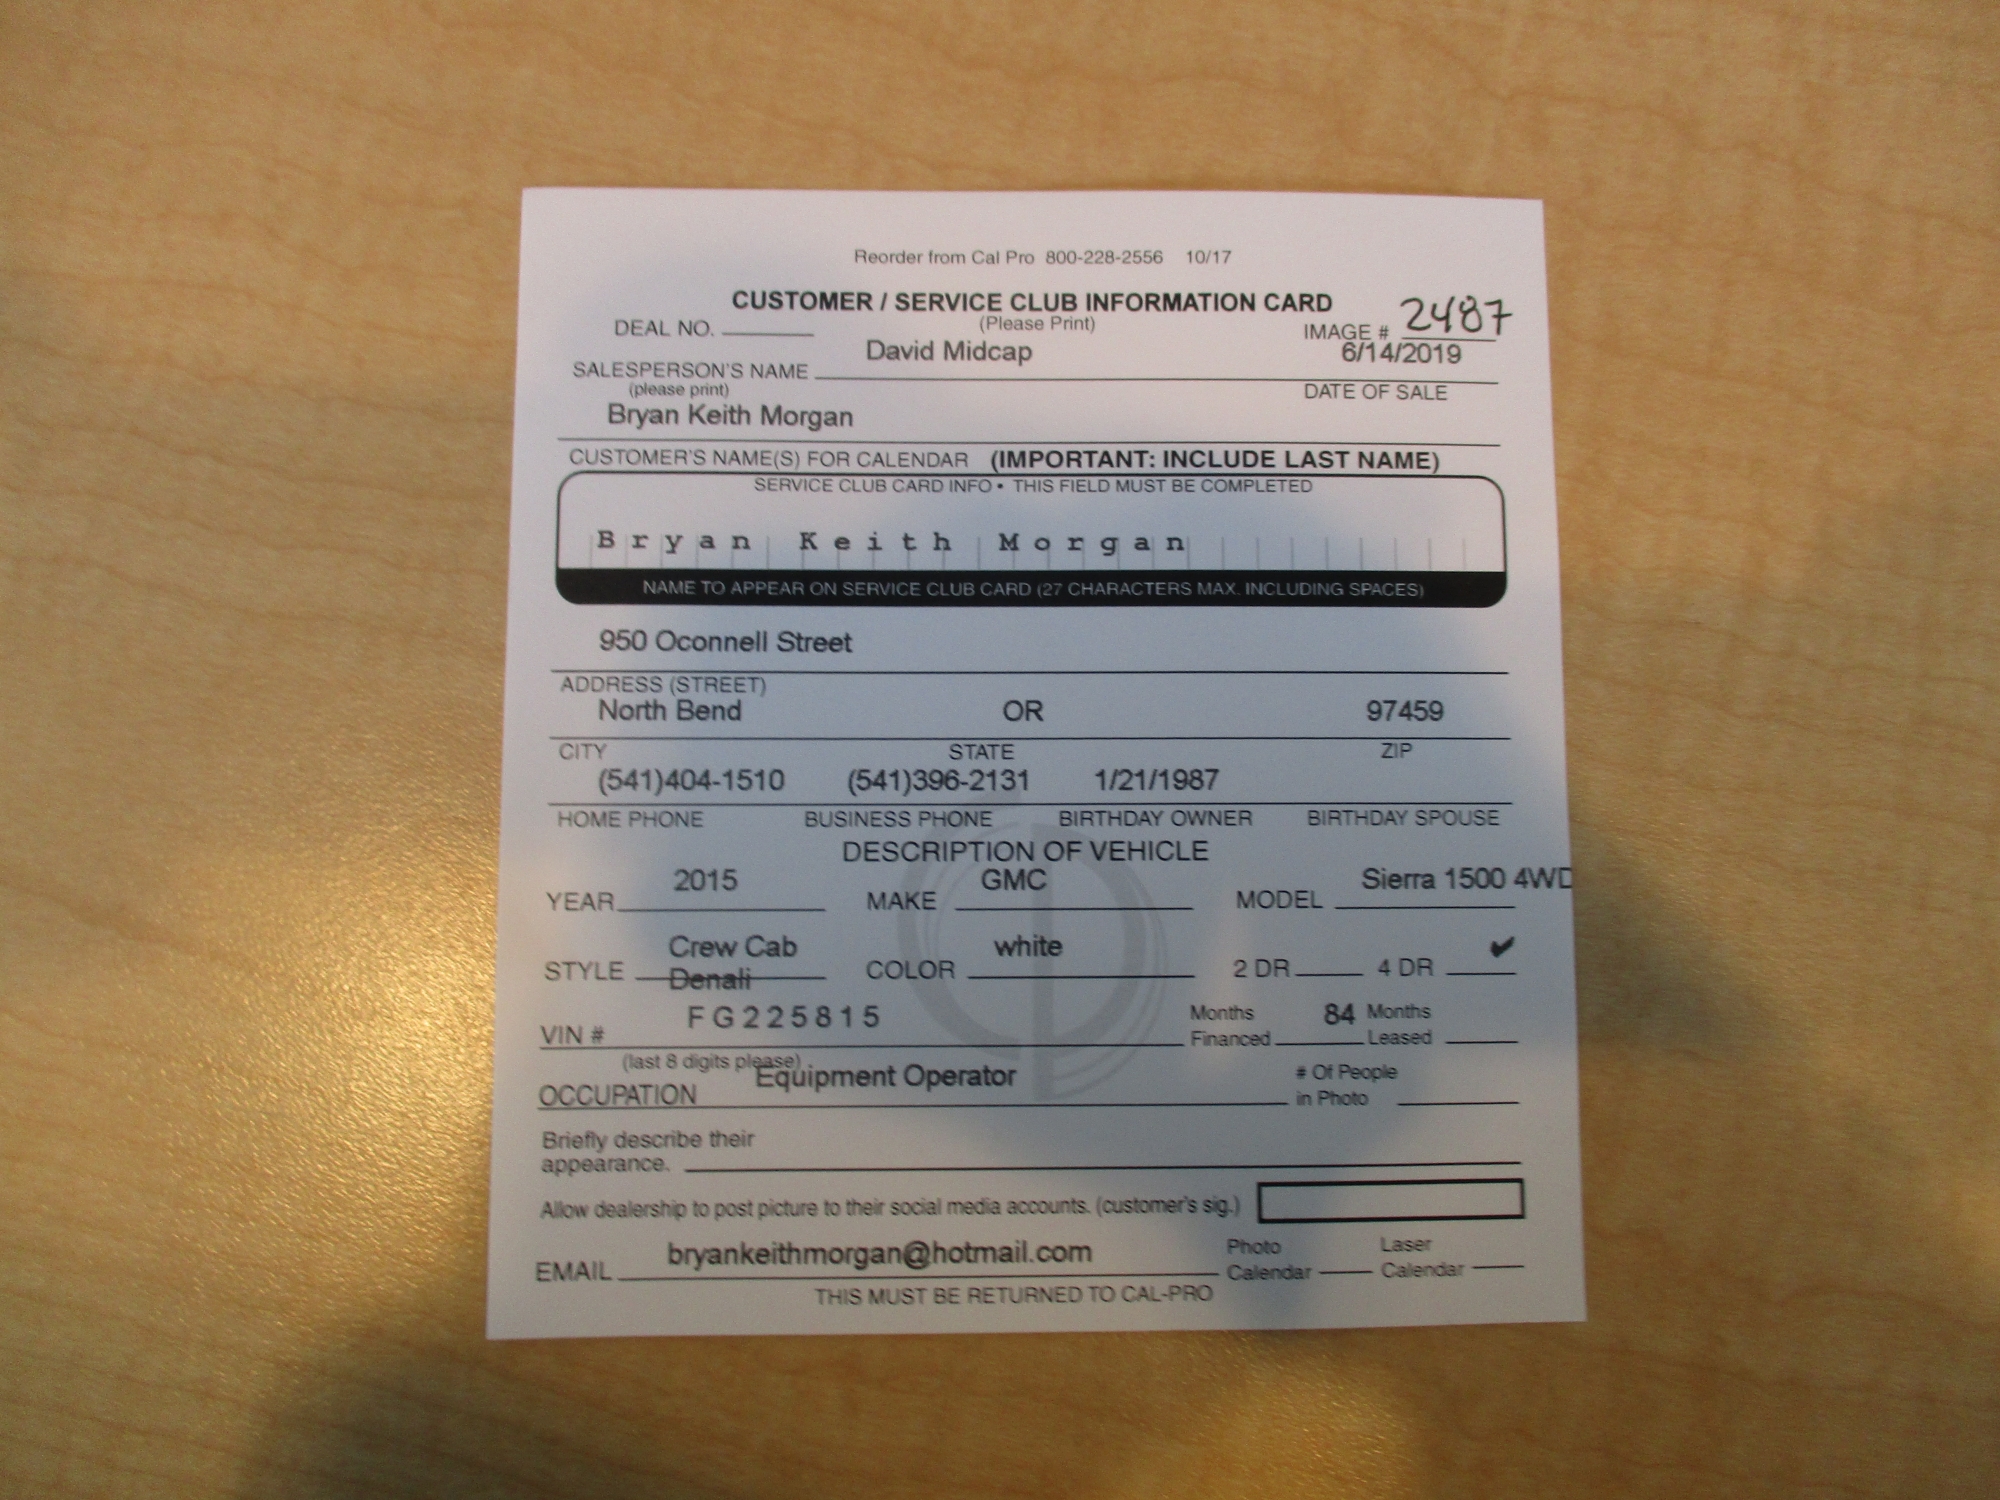 Reorder from Cal Pro 800-228-2556 10/17
CUSTOMER / SERVICE CLUB INFORMATION CARD
(Please Print)
DEAL NO.
IMAGE # 2487
David Midcap
6/14/2019
SALESPERSON'S NAME
(please print)
DATE OF SALE
Bryan Keith Morgan
CUSTOMER'S NAME(S) FOR CALENDAR (IMPORTANT: INCLUDE LAST NAME)
SERVICE CLUB CARD INFO • THIS FIELD MUST BE COMPLETED
Bryan Keith Morgan
NAME TO APPEAR ON SERVICE CLUB CARD (27 CHARACTERS MAX. INCLUDING SPACES)
950 Oconnell Street
ADDRESS (STREET)
North Bend OR 97459
CITY STATE ZIP
(541)404-1510 (541)396-2131 1/21/1987
HOME PHONE BUSINESS PHONE BIRTHDAY OWNER BIRTHDAY SPOUSE
DESCRIPTION OF VEHICLE
2015 GMC Sierra 1500 4WD
YEAR MAKE MODEL
Crew Cab white ✔
STYLE Denali COLOR 2 DR 4 DR
FG225815 Months 84 Months
VIN # Financed Leased
(last 8 digits please)
Equipment Operator # Of People
OCCUPATION in Photo
Briefly describe their
appearance.
Allow dealership to post picture to their social media accounts. (customer's sig.)
bryankeithmorgan@hotmail.com Photo Laser
EMAIL Calendar Calendar
THIS MUST BE RETURNED TO CAL-PRO